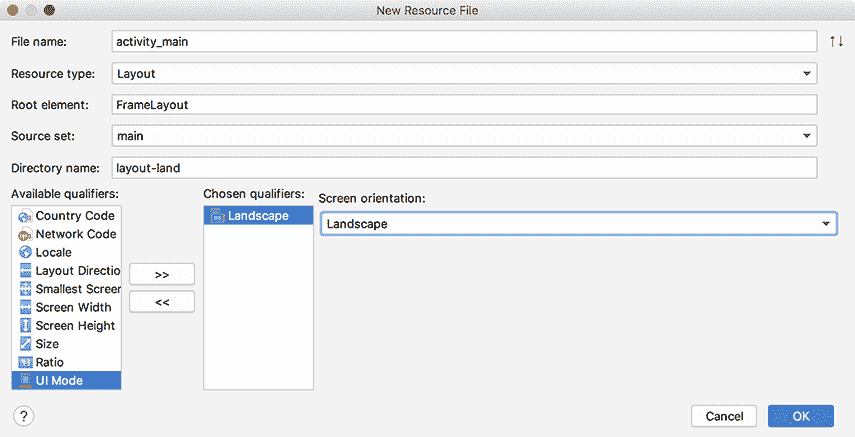 New Resource File
File name: activity_main
Resource type: Layout
Root element: FrameLayout
Source set: main
Directory name: layout-land
Available qualifiers: Chosen qualifiers: Screen orientation:
Country Code
Network Code
Locale
Layout Directio
Smallest Screer
Screen Width
Screen Height
Size
Ratio
UI Mode
>>
<<
Landscape
Landscape
?
Cancel
OK